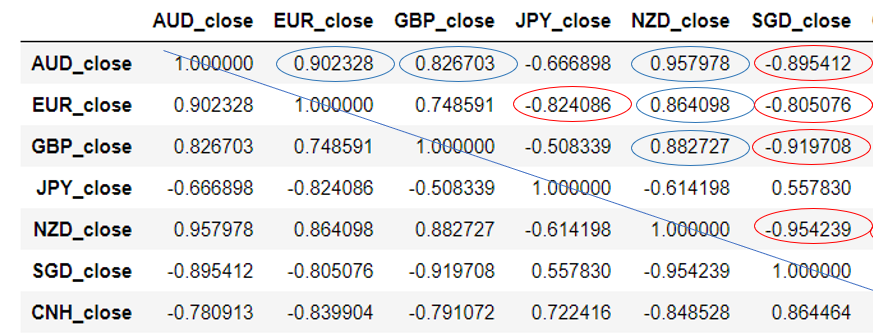 AUD_close EUR_close GBP_close JPY_close NZD_close SGD_close
AUD_close 1.000000 0.902328 0.826703 -0.666898 0.957978 -0.895412
EUR_close 0.902328 1.000000 0.748591 -0.824086 0.864098 -0.805076
GBP_close 0.826703 0.748591 1.000000 -0.508339 0.882727 -0.919708
JPY_close -0.666898 -0.824086 -0.508339 1.000000 -0.614198 0.557830
NZD_close 0.957978 0.864098 0.882727 -0.614198 1.000000 -0.954239
SGD_close -0.895412 -0.805076 -0.919708 0.557830 -0.954239 1.000000
CNH_close -0.780913 -0.839904 -0.791072 0.722416 -0.848528 0.864464